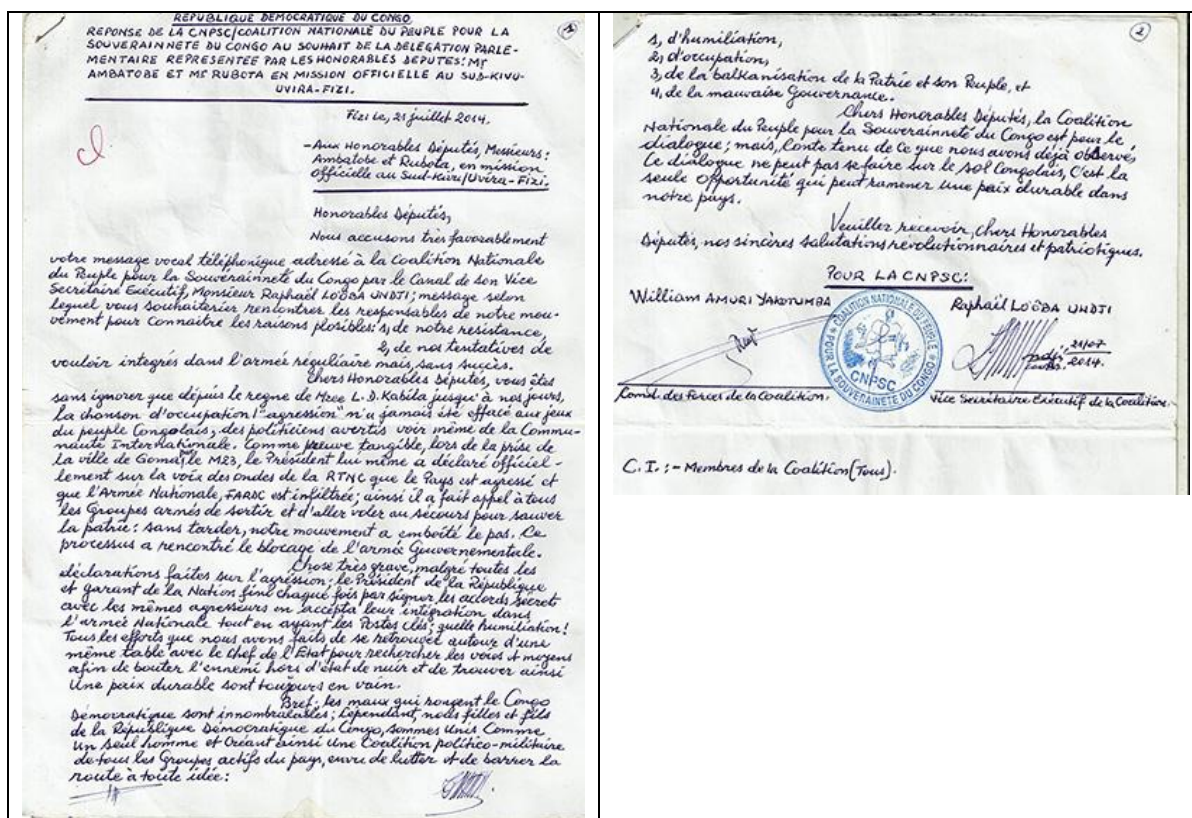 REPUBLIQUE DEMOCRATIQUE DU CONGO
REPONSE DE LA CNPSC/COALITION NATIONALE DU PEUPLE POUR LA
SOUVERAINNETE DU CONGO AU SOUHAIT DE LA DELEGATION PARLE-
MENTAIRE REPRESENTEE PAR LES HONORABLES DEPUTES: Mr
AMBATOBE ET Mr RUBOTA EN MISSION OFFICIELLE AU SUD-KIVU-
UVIRA-FIZI.
1
Fizi le, 21 juillet 2014.
-Aux Honorables Députés, Messieurs:
Ambatobe et Rubota, en mission
officielle au Sud-Kivu/Uvira-Fizi.
Honorables Députés,
Nous accusons très favorablement
votre message vocal téléphonique adressé à la Coalition Nationale
du Peuple pour la Souvérainneté du Congo par le Canal de son Vice
Secrétaire Exécutif, Monsieur Raphaël LOOBA UNDJI; message selon
lequel vous souhaiterier rencontrer les responsables de notre mou-
vement pour connaitre les raisons plosibles: 1, de notre resistance,
2, de nos tentatives de
vouloir integrés dans l'armée réguliaire mais, sans succès.
Chers Honorables Députés, vous êtes
sans ignorer que dépuis le regne de Mzee L.D.Kabila jusqu'à nos jours,
la chonson d'occupation l'"agression" n'a jamais été effacé aux jeux
du peuple Congolais, des politiciens avertis voir même de la Commu-
nauté Internationale. Comme preuve tangible, lors de la prise de
la ville de Goma, le M23, le Président lui même a déclaré officiel-
lement sur la voix des ondes de la RTNC que le Pays est agressé et
que l'Armée Nationale, FARDC est infiltrée; ainsi il a fait appel à tous
les Groupes armés de sortir et d'aller voler au sécours pour sauver
la patrie: sans tarder, notre mouvement a emboîté le pas. Ce
processus a rencontré le blocage de l'armée Gouvernementale.
Chose très grave, malgré toutes les
déclarations faites sur l'agréssion; le Président de la République
et garant de la Nation fini chaque fois par signer les accords sécrets
avec les mêmes agresseurs en accepta leur intégration dans
l'armée Nationale tout en ayant les Postes clés; quelle humiliation!
Tous les efforts que nous avons faits de se retrouver autour d'une
même table avec le Chef de l'Etat pour rechercher les voies et moyens
afin de bouter l'ennemi hors d'état de nuir et de trouver ainsi
Une paix durable sont toujours en vain.
Bref: les maux qui rongent le Congo
Démocratique sont innombralables; Cépendant, nous filles et fils
de la République Démocratique du Congo, sommes Unis Comme
Un seul homme et Créant ainsi Une Coalition politico-militaire
de tous les Groupes actifs du pays, envu de lutter et de barrer la
route à toute idée:
2
1, d'humiliation,
2, d'occupation,
3, de la balkanisation de la Patrie et son Peuple, et
4, de la mauvaise Gouvernance.
Chers Honorables Députés, la Coalition
Nationale du Peuple pour la Souverainneté du Congo est pour le
dialogue; mais, Conte tenu de Ce que nous avons déjà observés
Ce dialogue ne peut pas se faire sur le sol Congolais, C'est la
seule opportunité qui peut ramener une paix durable dans
notre pays.
Veuillez récevoir, chers Honorables
Députés, nos sincères salutations révolutionnaires et patriotiques.
POUR LA CNPSC:
William AMURI YAKOTUMBA
Raphaël LOOBA UNDJI
COALITION NATIONALE DU PEUPLE
POUR LA SOUVERAINETE DU CONGO
CNPSC
21/07
2014.
Comd. des Forces de la Coalition.
Vice Secrétaire Exécutif de la Coalition.
C.I.:- Membres de la Coalition (Tous).